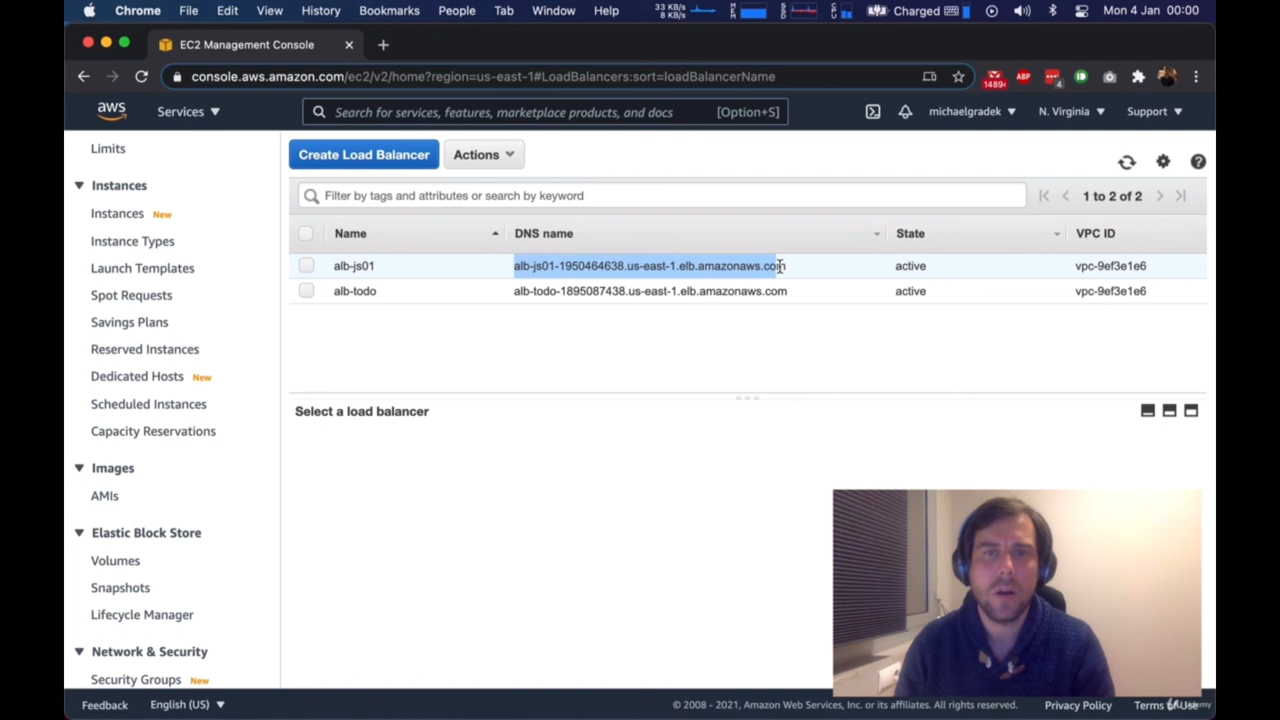 Chrome File Edit View History Bookmarks People Tab Window Help 33 KB/s 8 KB/s Charged Mon 4 Jan 00:00
EC2 Management Console
console.aws.amazon.com/ec2/v2/home?region=us-east-1#LoadBalancers:sort=loadBalancerName 1489 ABP 4
aws Services Search for services, features, marketplace products, and docs [Option+S] michaelgradek N. Virginia Support
Limits
Instances
Instances New
Instance Types
Launch Templates
Spot Requests
Savings Plans
Reserved Instances
Dedicated Hosts New
Scheduled Instances
Capacity Reservations
Images
AMIs
Elastic Block Store
Volumes
Snapshots
Lifecycle Manager
Network & Security
Security Groups New
Create Load Balancer Actions
Filter by tags and attributes or search by keyword 1 to 2 of 2
Name DNS name State VPC ID
alb-js01 alb-js01-1950464638.us-east-1.elb.amazonaws.com active vpc-9ef3e1e6
alb-todo alb-todo-1895087438.us-east-1.elb.amazonaws.com active vpc-9ef3e1e6
Select a load balancer
Feedback English (US) © 2008 - 2021, Amazon Web Services, Inc. or its affiliates. All rights reserved. Privacy Policy Terms of Use